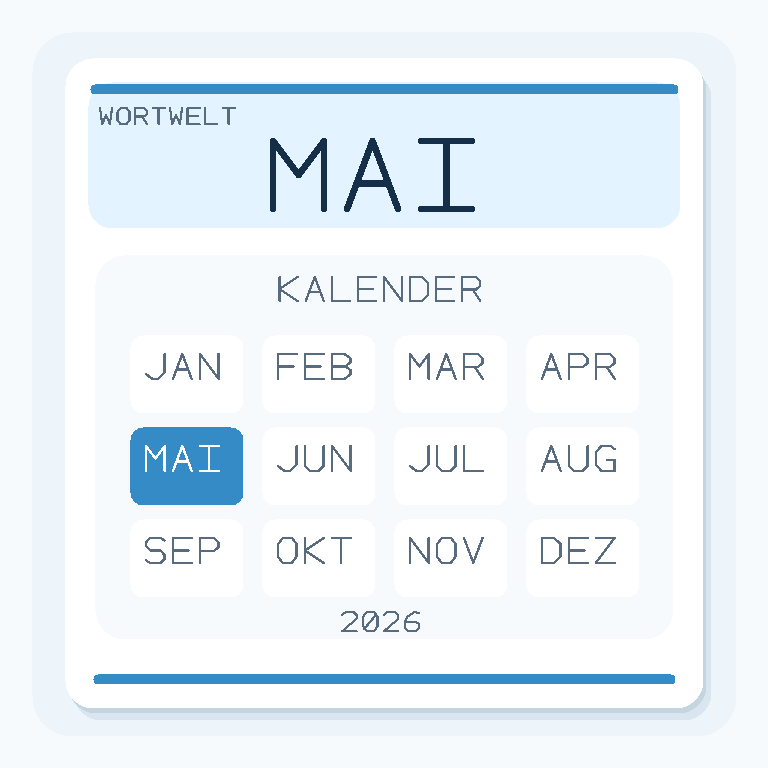 WORTWELT
MAI
KALENDER
JAN FEB MAR APR
MAI JUN JUL AUG
SEP OKT NOV DEZ
2026